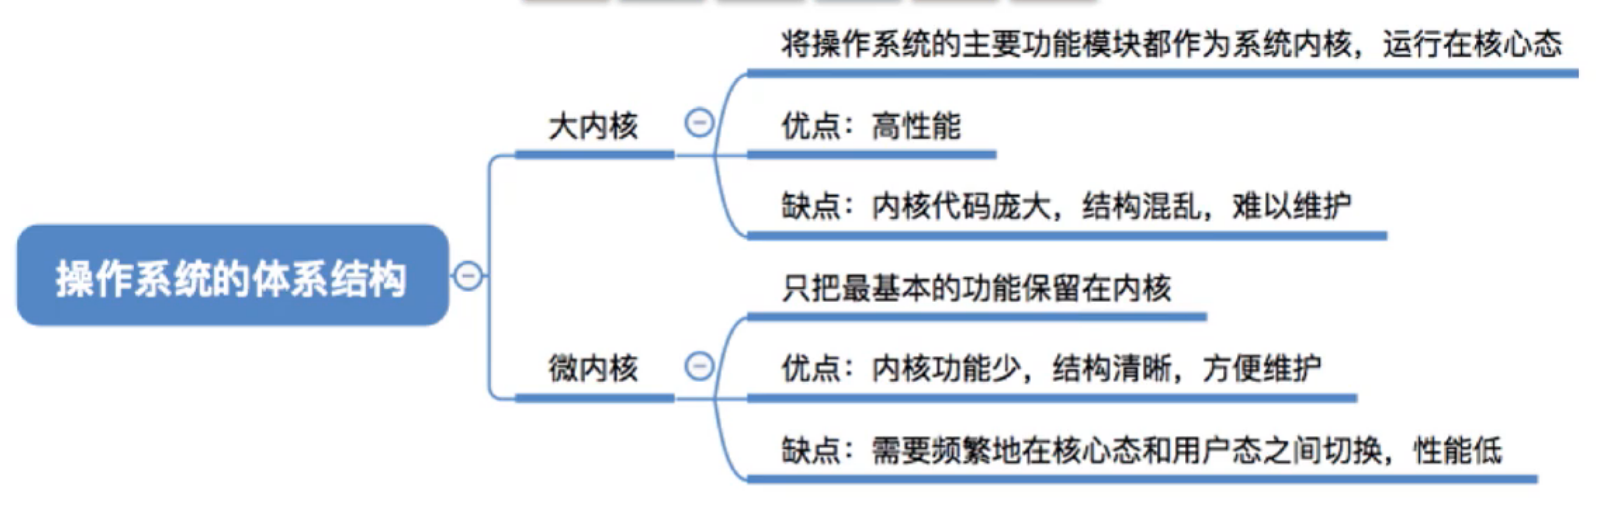 将操作系统的主要功能模块都作为系统内核，运行在核心态
大内核
优点：高性能
缺点：内核代码庞大，结构混乱，难以维护
操作系统的体系结构
只把最基本的功能保留在内核
微内核
优点：内核功能少，结构清晰，方便维护
缺点：需要频繁地在核心态和用户态之间切换，性能低